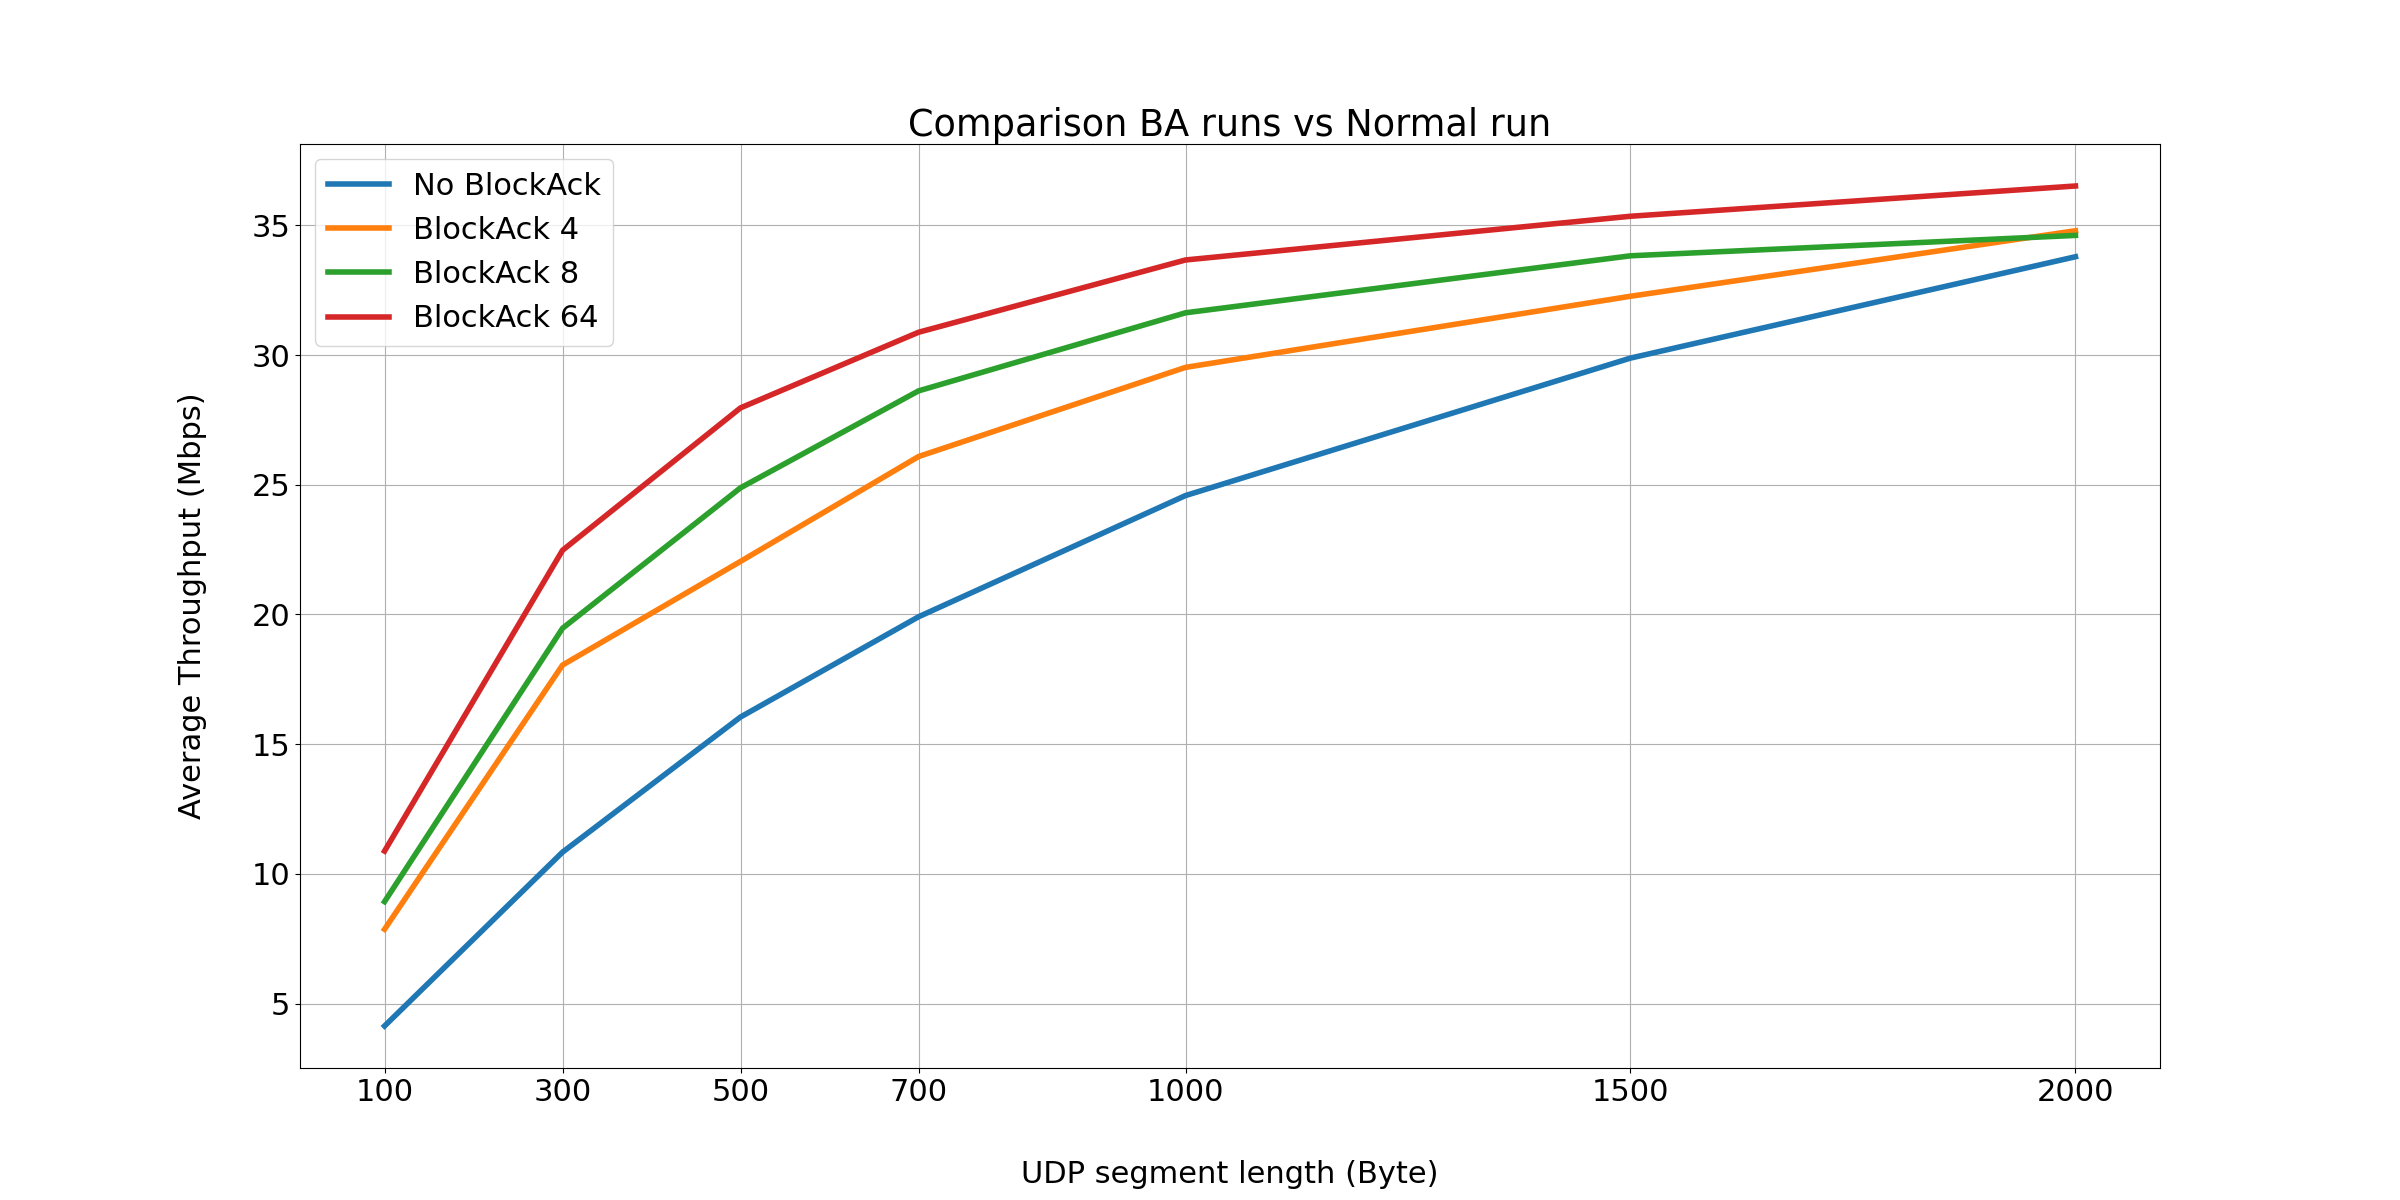 Comparison BA runs vs Normal run
No BlockAck
BlockAck 4
BlockAck 8
BlockAck 64
Average Throughput (Mbps)
35
30
25
20
15
10
5
100 300 500 700 1000 1500 2000
UDP segment length (Byte)